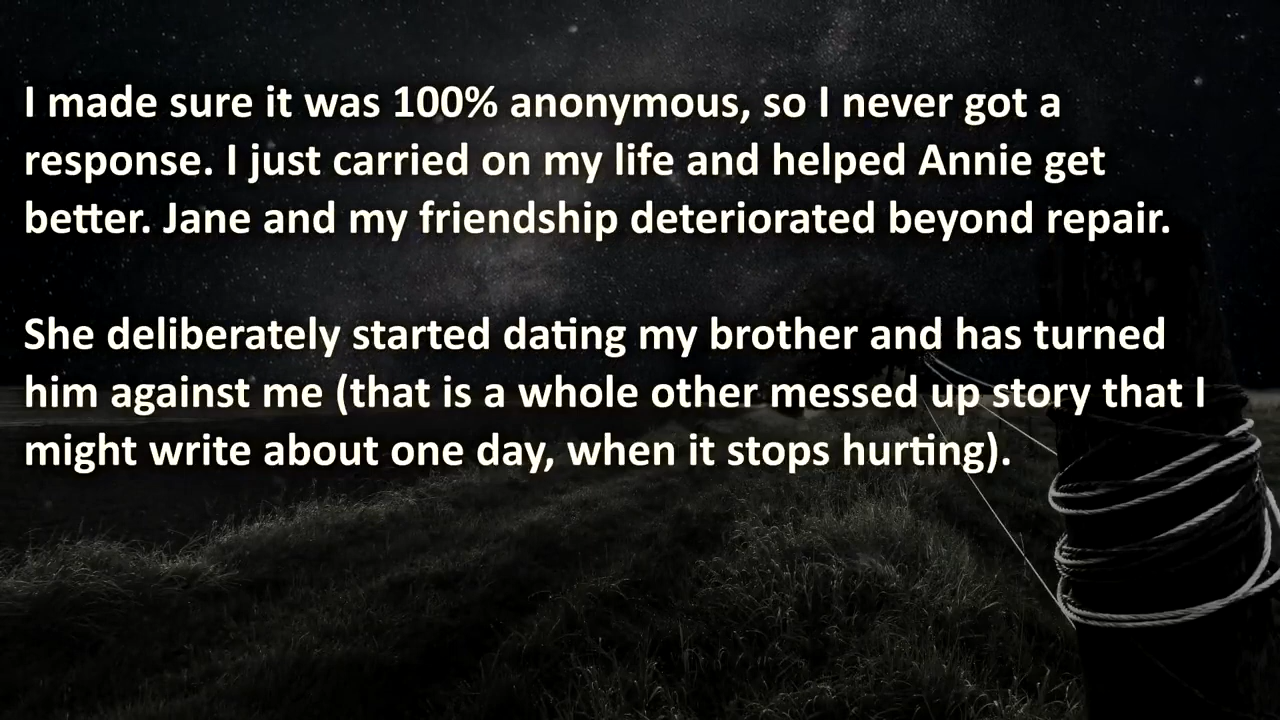 I made sure it was 100% anonymous, so I never got a
response. I just carried on my life and helped Annie get
better. Jane and my friendship deteriorated beyond repair.
She deliberately started dating my brother and has turned
him against me (that is a whole other messed up story that I
might write about one day, when it stops hurting).